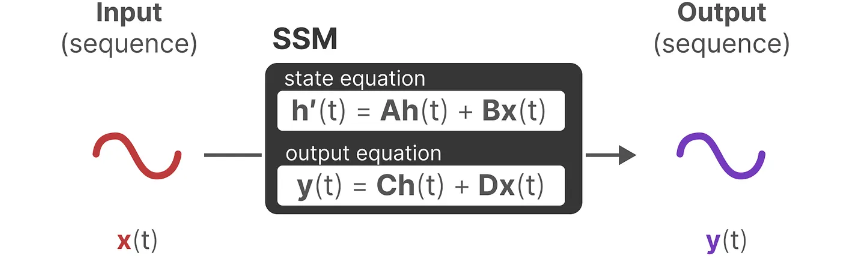 Input
(sequence)
SSM
state equation
h′(t) = Ah(t) + Bx(t)
output equation
y(t) = Ch(t) + Dx(t)
Output
(sequence)
x(t)
y(t)